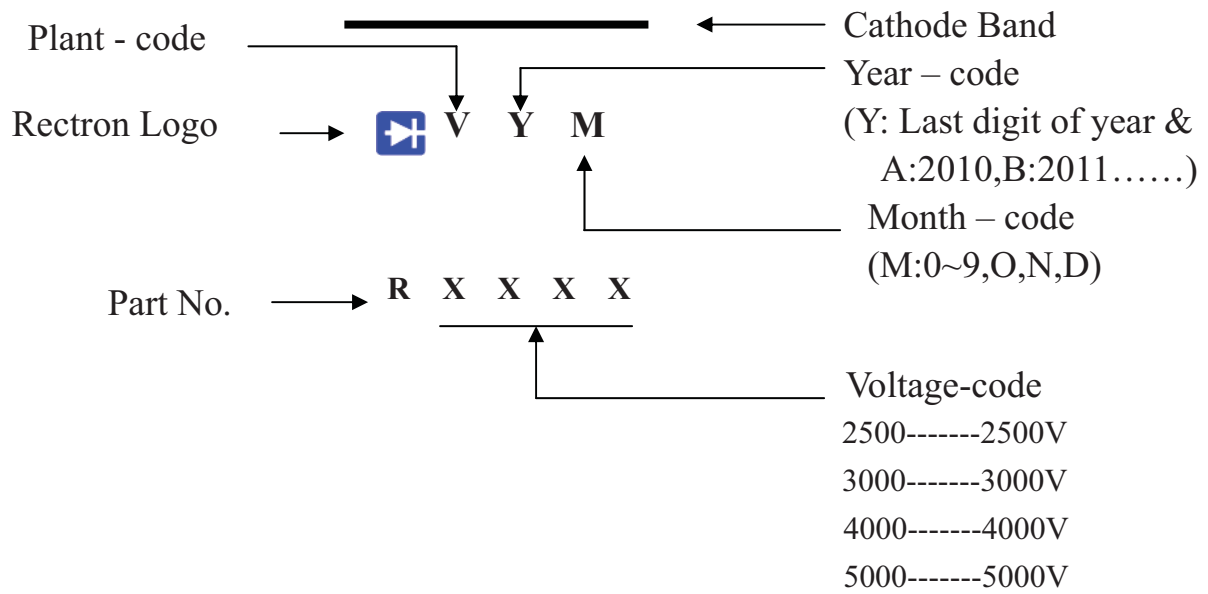 Cathode Band
Plant - code
Year – code
Rectron Logo
V Y M
(Y: Last digit of year &
A:2010,B:2011……)
Month – code
(M:0~9,O,N,D)
Part No.
R X X X X
Voltage-code
2500-------2500V
3000-------3000V
4000-------4000V
5000-------5000V